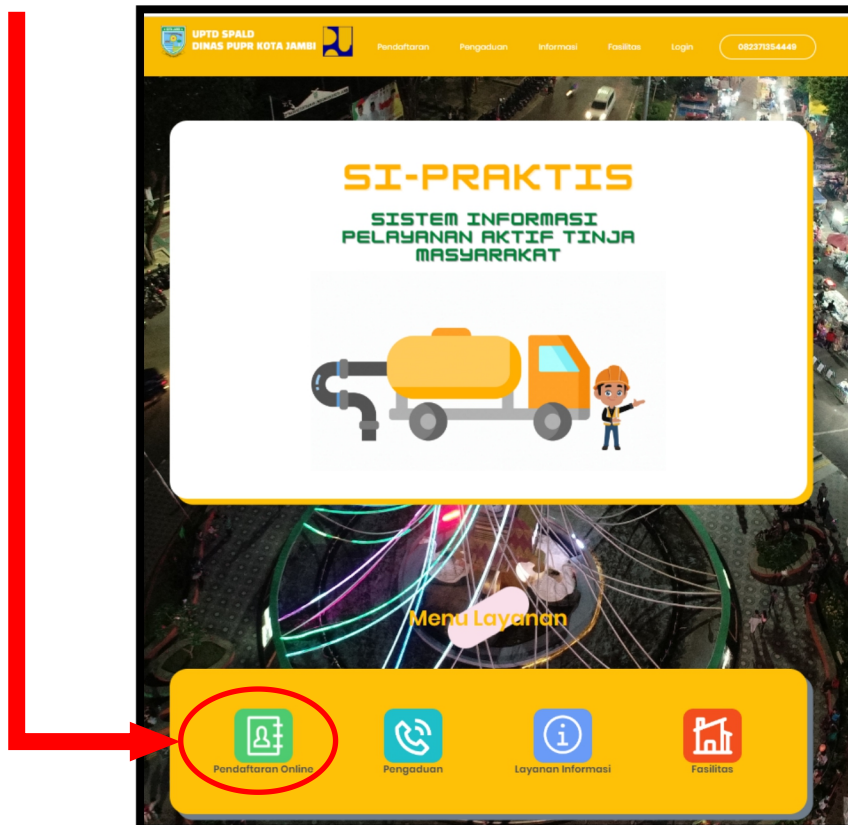 UPTD SPALD
DINAS PUPR KOTA JAMBI
Pendaftaran Pengaduan Informasi Fasilitas Login 082371354449
SI-PRAKTIS
SISTEM INFORMASI
PELAYANAN AKTIF TINJA
MASYARAKAT
Menu Layanan
Pendaftaran Online Pengaduan Layanan Informasi Fasilitas